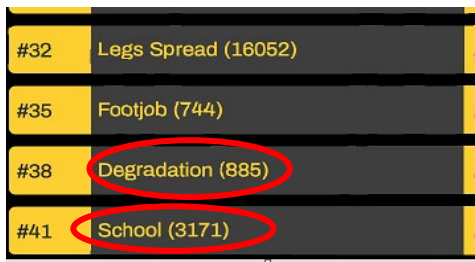 #32 Legs Spread (16052)
#35 Footjob (744)
#38 Degradation (885)
#41 School (3171)